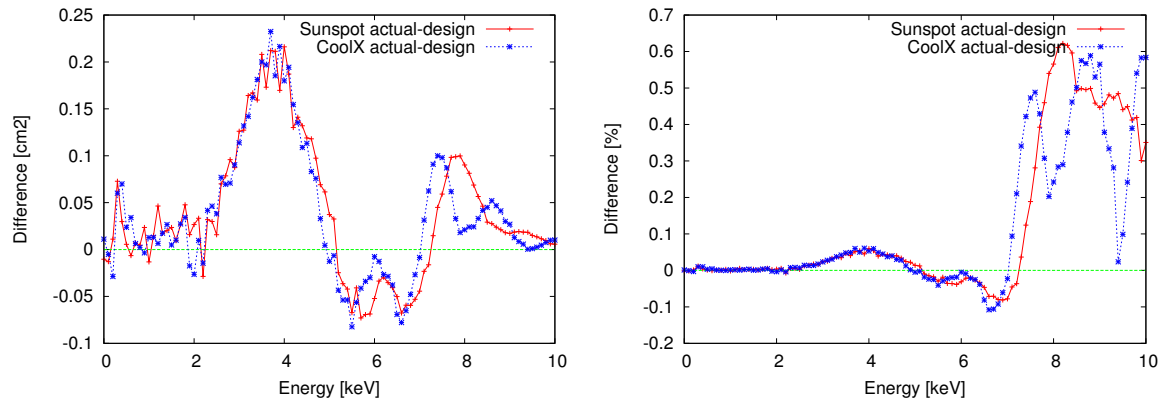 Sunspot actual-design
CoolX actual-design
0.25
0.2
0.15
0.1
0.05
0
-0.05
-0.1
Difference [cm2]
0 2 4 6 8 10
Energy [keV]
Sunspot actual-design
CoolX actual-design
0.7
0.6
0.5
0.4
0.3
0.2
0.1
0
-0.1
-0.2
Difference [%]
0 2 4 6 8 10
Energy [keV]